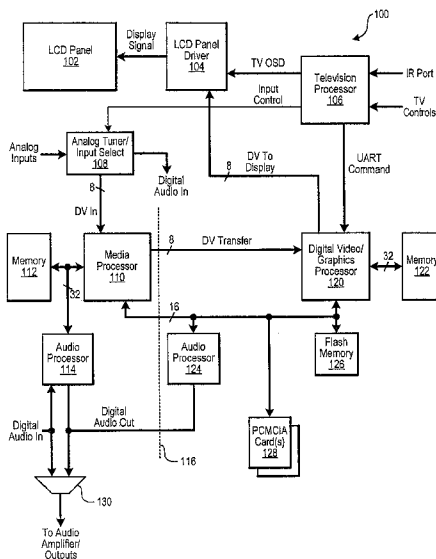 100
LCD Panel
102
Display
Signal
LCD Panel
Driver
104
TV OSD
Input
Control
Television
Processor
106
IR Port
TV Controls
Analog
Inputs
Analog Tuner/
Input Select
108
Digital
Audio In
8
DV In
8
DV To
Display
UART
Command
Memory
112
Media
Processor
110
8
DV Transfer
Digital Video/
Graphics
Processor
120
32
Memory
122
32
16
Audio
Processor
114
Audio
Processor
124
Flash
Memory
126
Digital
Audio In
Digital
Audio Out
PCMCIA
Card(s)
128
116
130
To Audio
Amplifier/
Outputs